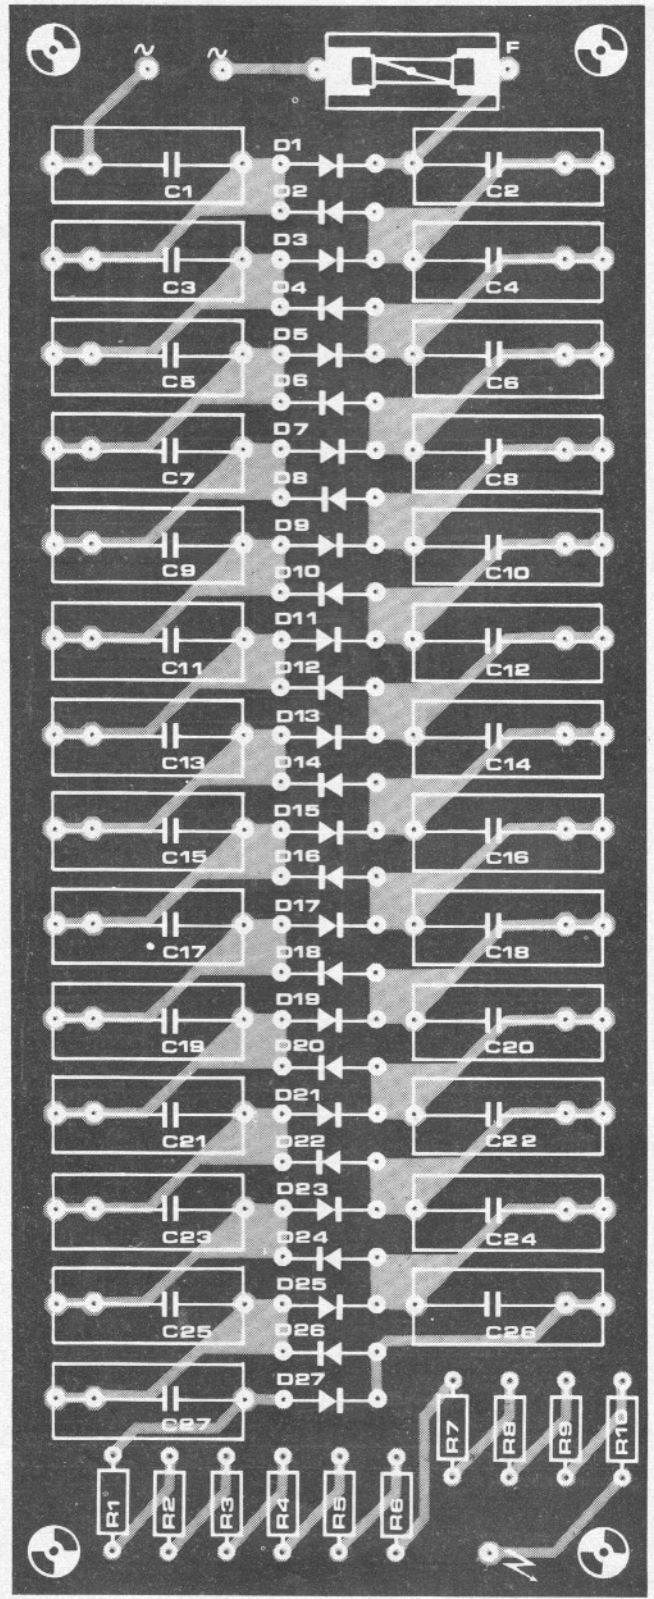 ~ ~ F
D1
C1 C2
D2
D3
C3 C4
D4
D5
C5 C6
D6
D7
C7 C8
D8
D9
C9 C10
D10
D11
C11 C12
D12
D13
C13 C14
D14
D15
C15 C16
D16
D17
C17 C18
D18
D19
C19 C20
D20
D21
C21 C22
D22
D23
C23 C24
D24
D25
C25 C26
D26
D27
C27
R7 R8 R9 R10
R1 R2 R3 R4 R5 R6